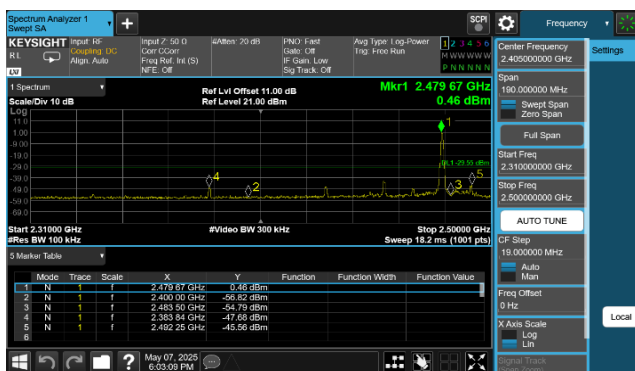 Spectrum Analyzer 1
Swept SA
+
SCPI
Frequency
KEYSIGHT
R L
LXI
Input: RF
Coupling: DC
Align: Auto
Input Z: 50 Ω
Corr CCorr
Freq Ref: Int (S)
NFE: Off
#Atten: 20 dB
PNO: Fast
Gate: Off
IF Gain: Low
Sig Track: Off
Avg Type: Log-Power
Trig: Free Run
1 2 3 4 5 6
M W W W W W
P N N N N N
Center Frequency
2.405000000 GHz
Settings
1 Spectrum
Scale/Div 10 dB
Ref Lvl Offset 11.00 dB
Ref Level 21.00 dBm
Mkr1 2.479 67 GHz
0.46 dBm
Span
190.000000 MHz
Swept Span
Zero Span
Full Span
Start Freq
2.310000000 GHz
Stop Freq
2.500000000 GHz
AUTO TUNE
CF Step
19.000000 MHz
Auto
Man
Freq Offset
0 Hz
X Axis Scale
Log
Lin
Signal Track
(Span Zoom)
Local
Log
11.0
1.00
-9.00
-19.0
-29.0
-39.0
-49.0
-59.0
-69.0
1
4
2
3
5
Start 2.31000 GHz
#Res BW 100 kHz
#Video BW 300 kHz
Stop 2.50000 GHz
Sweep 18.2 ms (1001 pts)
5 Marker Table
Mode Trace Scale X Y Function Function Width Function Value
1 N 1 f 2.479 67 GHz 0.46 dBm
2 N 1 f 2.400 00 GHz -56.82 dBm
3 N 1 f 2.483 50 GHz -54.79 dBm
4 N 1 f 2.383 84 GHz -47.68 dBm
5 N 1 f 2.492 25 GHz -45.56 dBm
6
?
May 07, 2025
6:03:09 PM